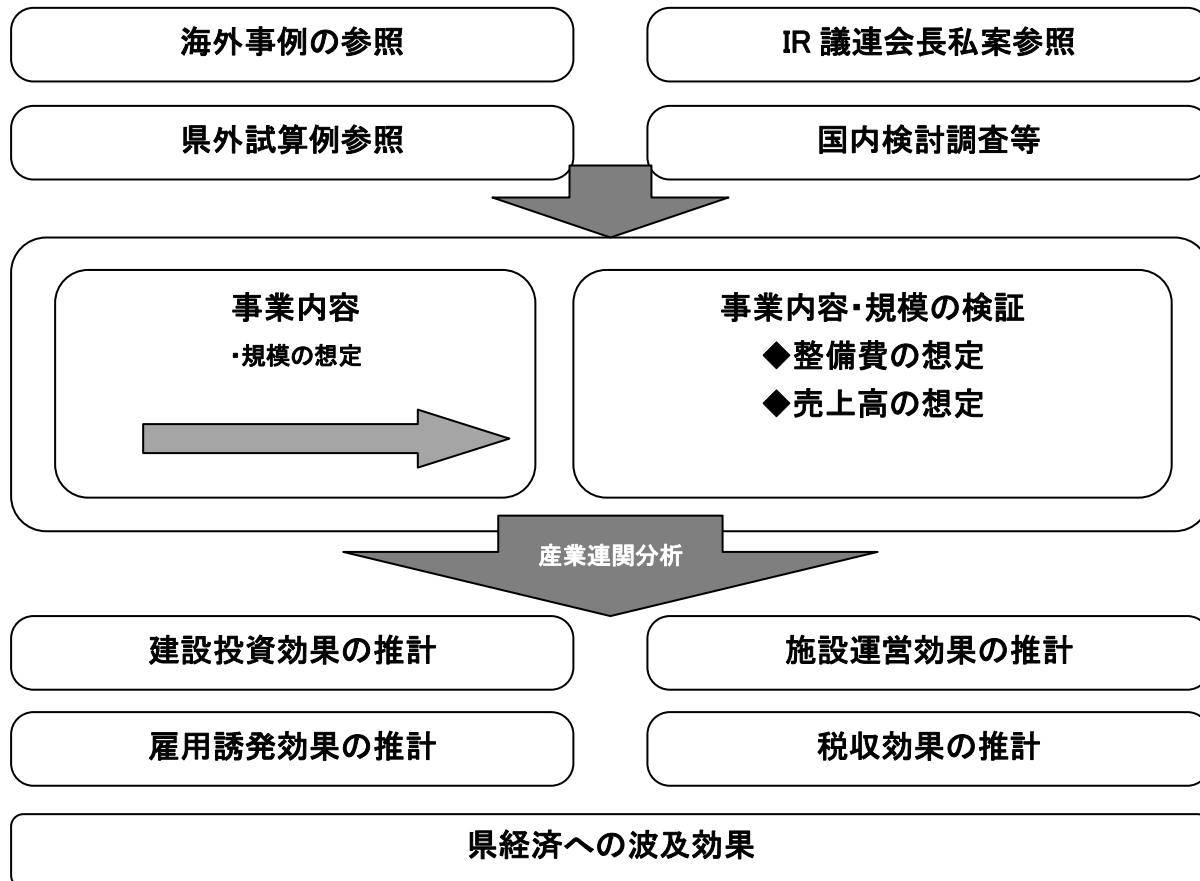 海外事例の参照
IR 議連会長私案参照
県外試算例参照
国内検討調査等
事業内容
・規模の想定
事業内容・規模の検証
◆整備費の想定
◆売上高の想定
産業連関分析
建設投資効果の推計
施設運営効果の推計
雇用誘発効果の推計
税収効果の推計
県経済への波及効果